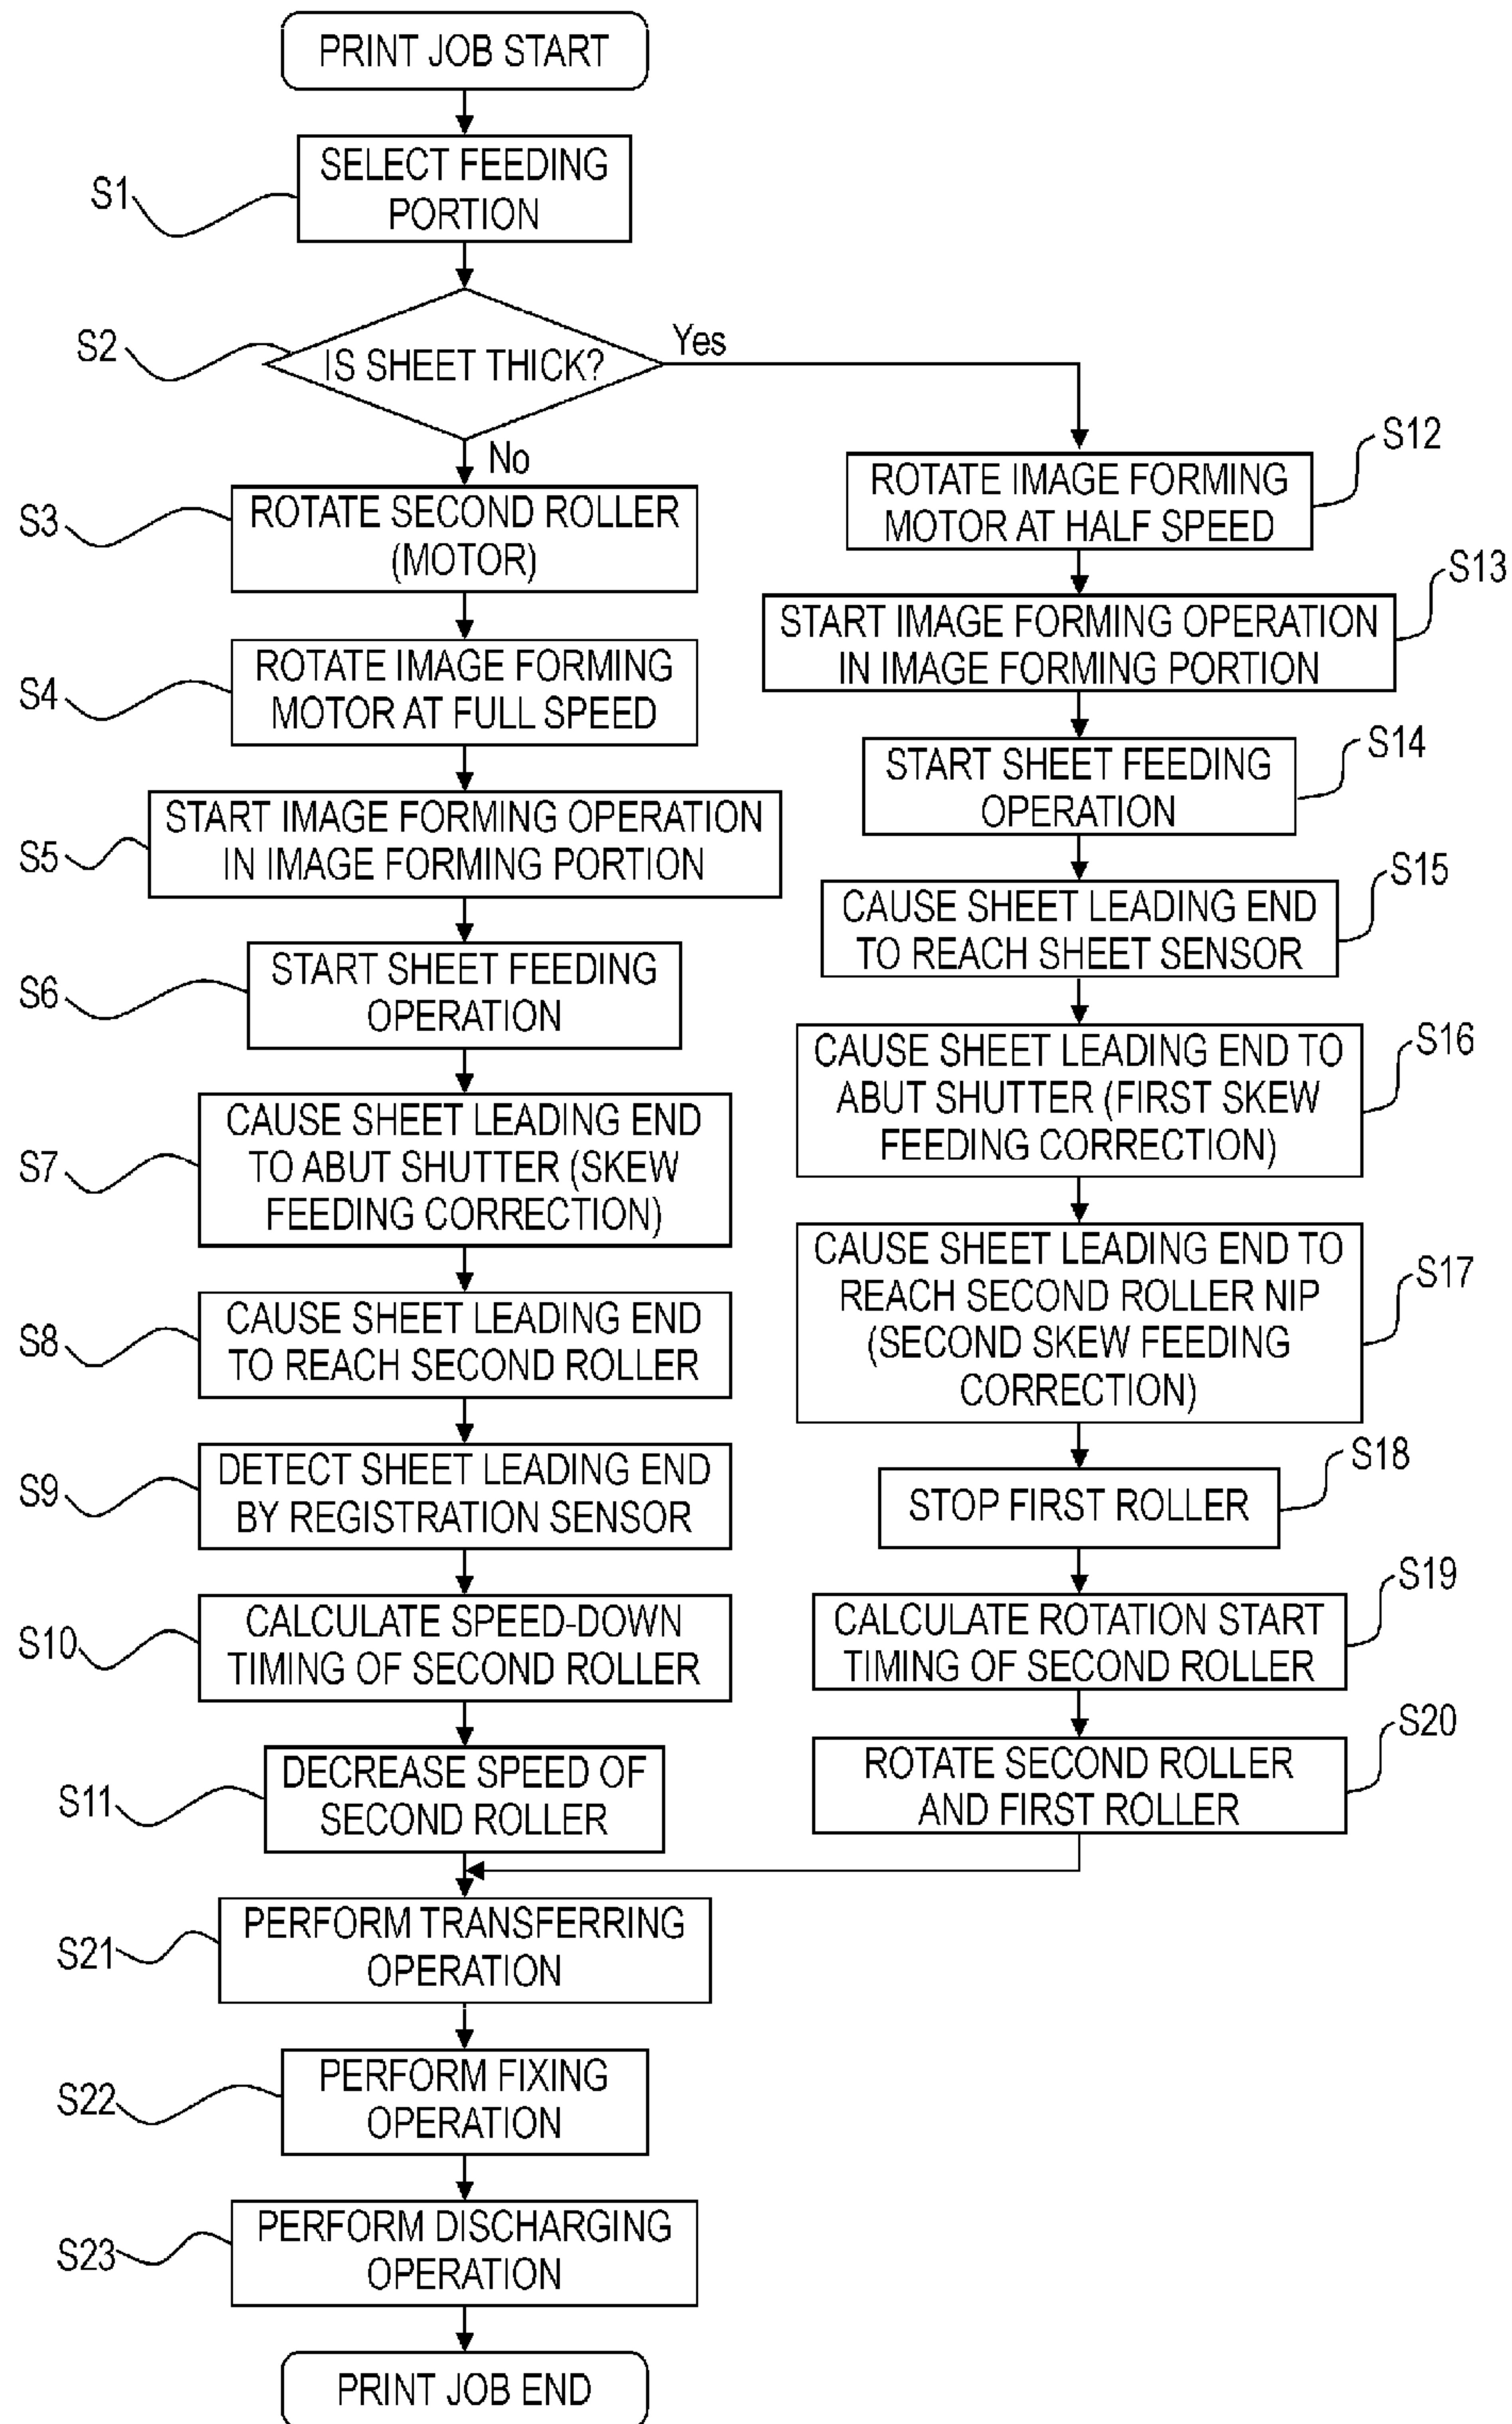 PRINT JOB START
S1
SELECT FEEDING
PORTION
S2
IS SHEET THICK?
Yes
No
S3
ROTATE SECOND ROLLER
(MOTOR)
S4
ROTATE IMAGE FORMING
MOTOR AT FULL SPEED
S5
START IMAGE FORMING OPERATION
IN IMAGE FORMING PORTION
S6
START SHEET FEEDING
OPERATION
S7
CAUSE SHEET LEADING END
TO ABUT SHUTTER (SKEW
FEEDING CORRECTION)
S8
CAUSE SHEET LEADING END
TO REACH SECOND ROLLER
S9
DETECT SHEET LEADING END
BY REGISTRATION SENSOR
S10
CALCULATE SPEED-DOWN
TIMING OF SECOND ROLLER
S11
DECREASE SPEED OF
SECOND ROLLER
S12
ROTATE IMAGE FORMING
MOTOR AT HALF SPEED
S13
START IMAGE FORMING OPERATION
IN IMAGE FORMING PORTION
S14
START SHEET FEEDING
OPERATION
S15
CAUSE SHEET LEADING END
TO REACH SHEET SENSOR
S16
CAUSE SHEET LEADING END TO
ABUT SHUTTER (FIRST SKEW
FEEDING CORRECTION)
S17
CAUSE SHEET LEADING END TO
REACH SECOND ROLLER NIP
(SECOND SKEW FEEDING
CORRECTION)
S18
STOP FIRST ROLLER
S19
CALCULATE ROTATION START
TIMING OF SECOND ROLLER
S20
ROTATE SECOND ROLLER
AND FIRST ROLLER
S21
PERFORM TRANSFERRING
OPERATION
S22
PERFORM FIXING
OPERATION
S23
PERFORM DISCHARGING
OPERATION
PRINT JOB END